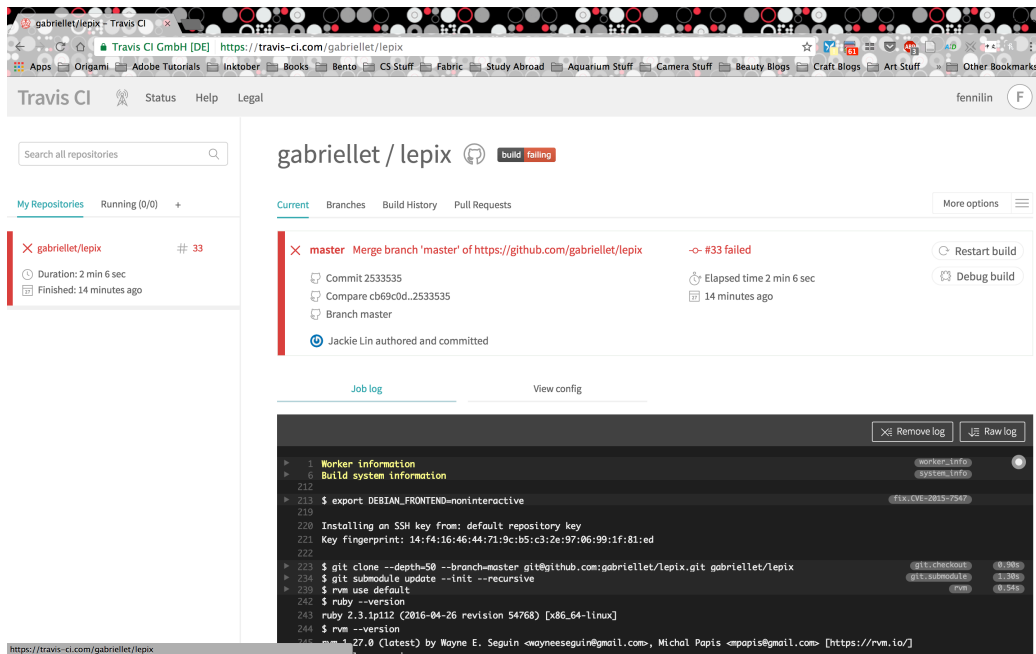 gabriellet/lepix - Travis CI
Travis CI GmbH [DE] https://travis-ci.com/gabriellet/lepix
61
Apps Origami Adobe Tutorials Inktober Books Bento CS Stuff Fabric Study Abroad Aquarium Stuff Camera Stuff Beauty Blogs Craft Blogs Art Stuff » Other Bookmarks
Travis CI Status Help Legal fennilin F
Search all repositories
gabriellet / lepix build failing
My Repositories Running (0/0) +
Current Branches Build History Pull Requests More options
gabriellet/lepix # 33
Duration: 2 min 6 sec
Finished: 14 minutes ago
master Merge branch 'master' of https://github.com/gabriellet/lepix #33 failed Restart build
Commit 2533535 Elapsed time 2 min 6 sec Debug build
Compare cb69c0d..2533535 14 minutes ago
Branch master
Jackie Lin authored and committed
Job log View config
Remove log Raw log
1 Worker information worker_info
6 Build system information system_info
212
213 $ export DEBIAN_FRONTEND=noninteractive fix.CVE-2015-7547
219
220 Installing an SSH key from: default repository key
221 Key fingerprint: 14:f4:16:46:44:71:9c:b5:c3:2e:97:06:99:1f:81:ed
222
223 $ git clone --depth=50 --branch=master git@github.com:gabriellet/lepix.git gabriellet/lepix git.checkout 0.90s
234 $ git submodule update --init --recursive git.submodule 1.30s
239 $ rvm use default rvm 0.54s
242 $ ruby --version
243 ruby 2.3.1p112 (2016-04-26 revision 54768) [x86_64-linux]
244 $ rvm --version
245 rvm 1.27.0 (latest) by Wayne E. Seguin <wayneeseguin@gmail.com>, Michal Papis <mpapis@gmail.com> [https://rvm.io/]
https://travis-ci.com/gabriellet/lepix